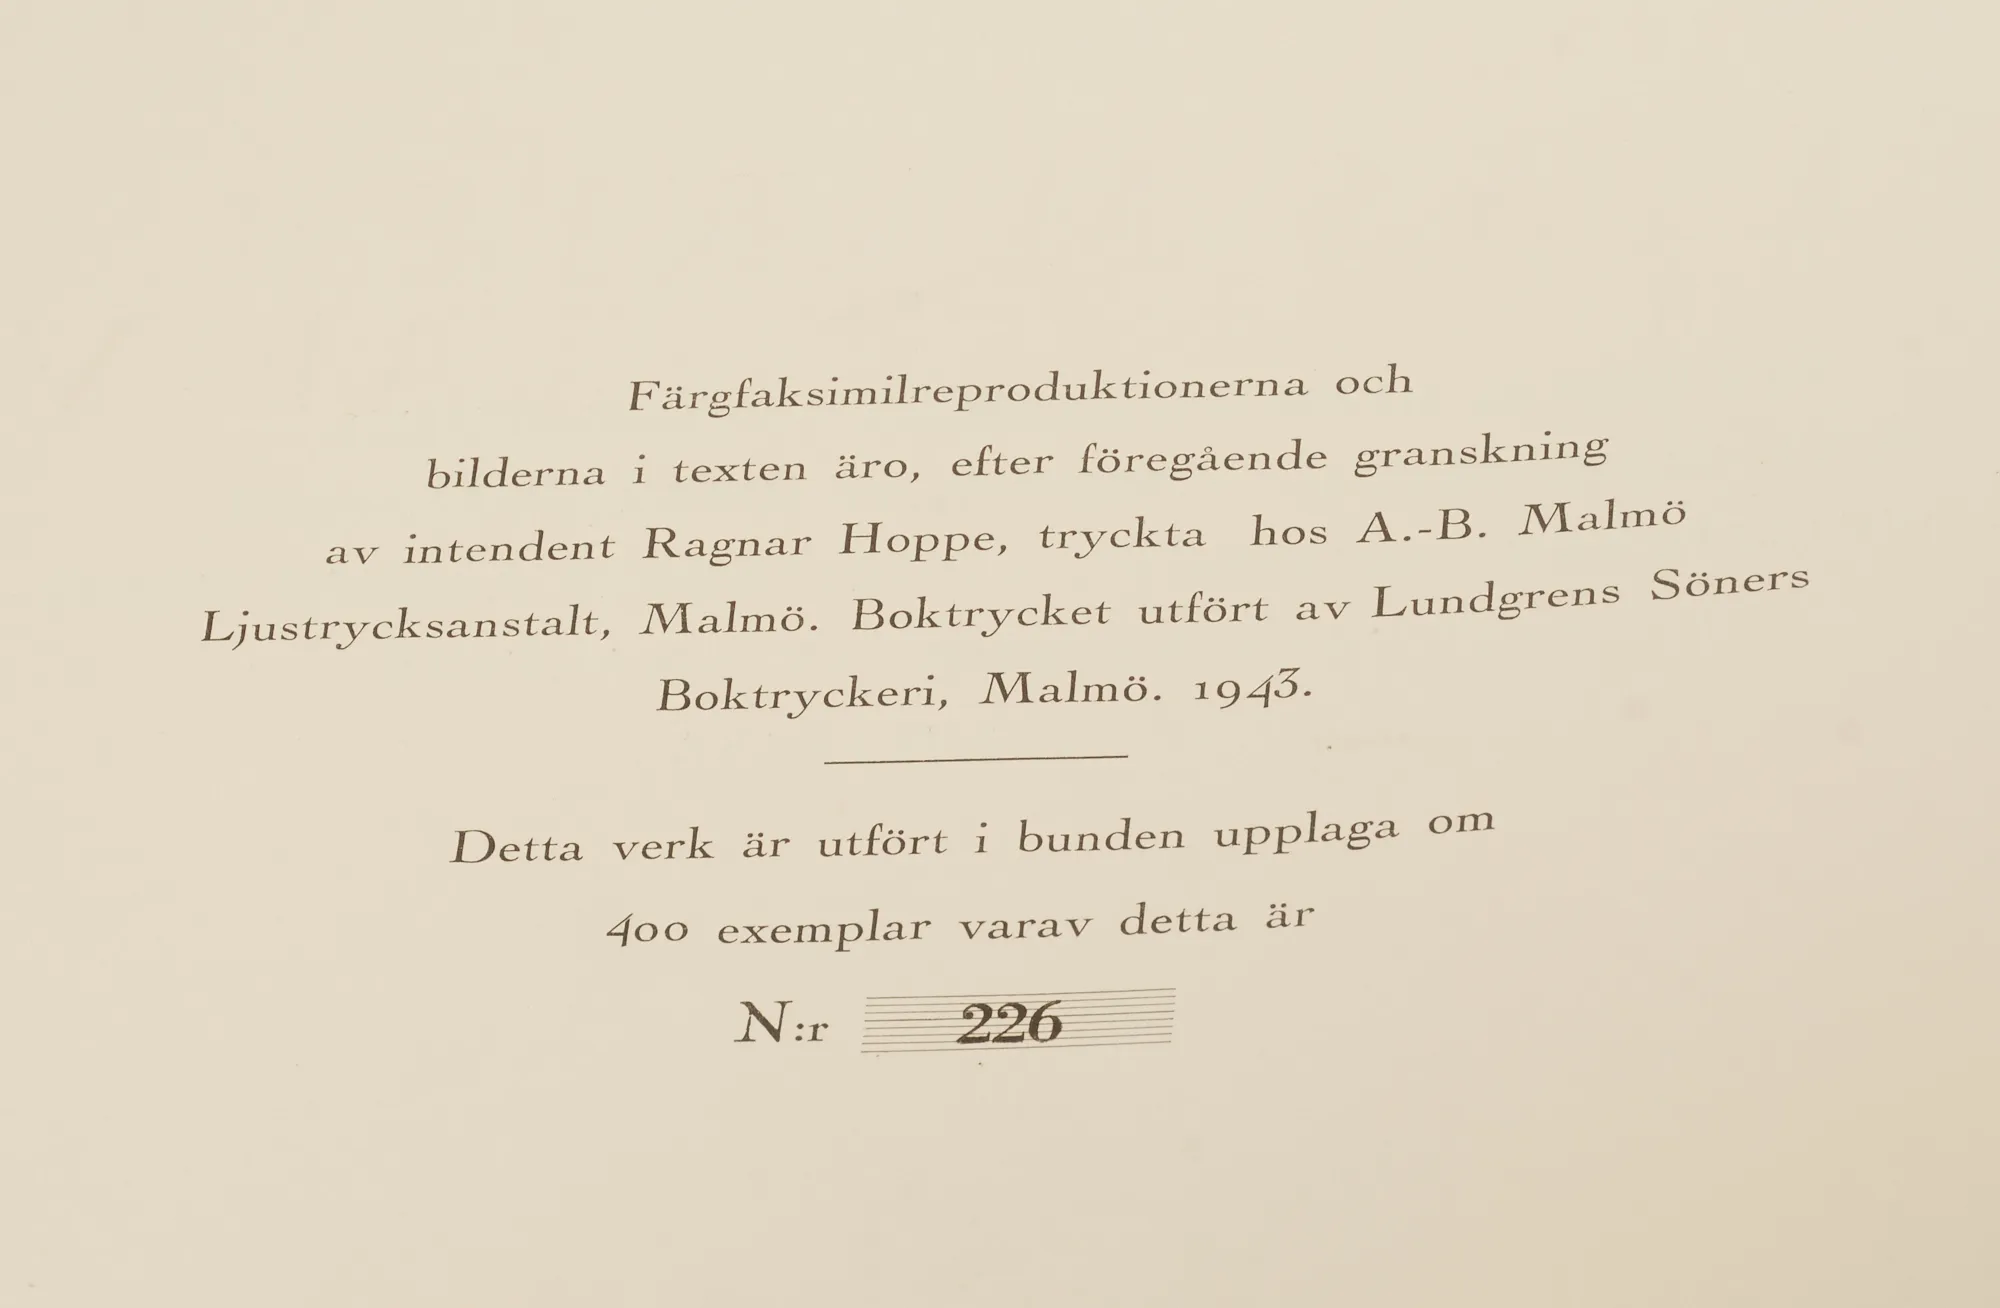 Färgfaksimilreproduktionerna och
bilderna i texten äro, efter föregående granskning
av intendent Ragnar Hoppe, tryckta hos A.-B. Malmö
Ljustrycksanstalt, Malmö. Boktrycket utfört av Lundgrens Söners
Boktryckeri, Malmö. 1943.
Detta verk är utfört i bunden upplaga om
400 exemplar varav detta är
N:r 226